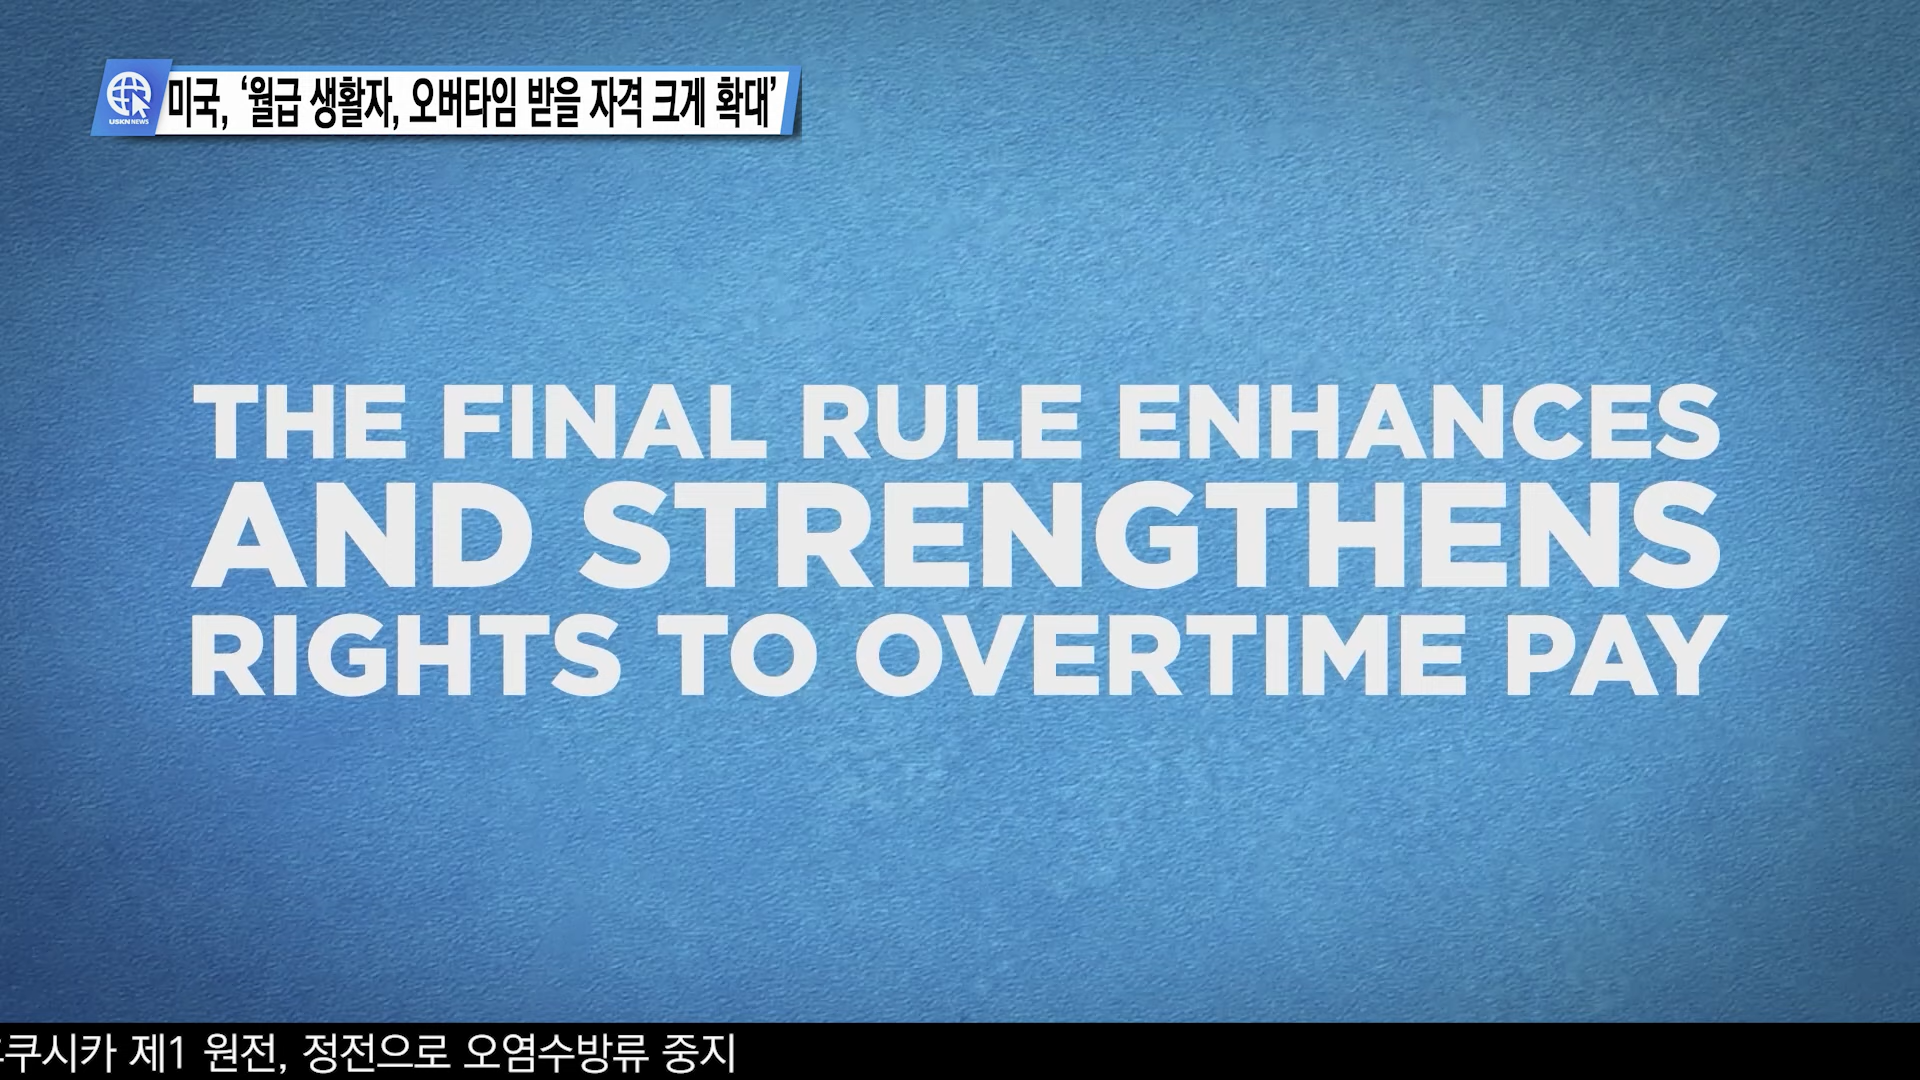 미국, ‘월급 생활자, 오버타임 받을 자격 크게 확대’
USKN NEWS
THE FINAL RULE ENHANCES
AND STRENGTHENS
RIGHTS TO OVERTIME PAY
쿠시카 제1 원전, 정전으로 오염수방류 중지